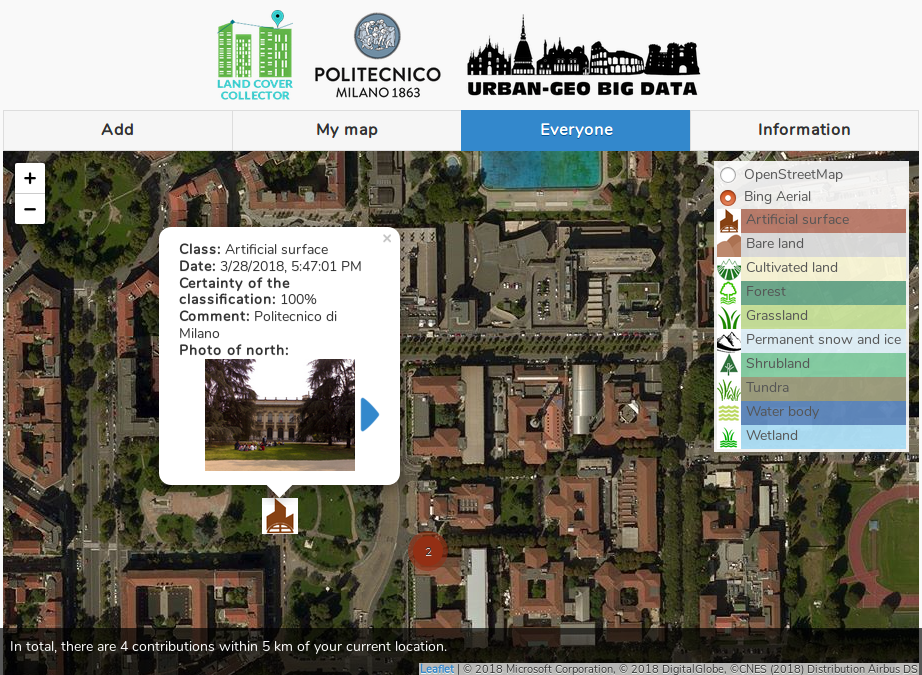 LAND COVER
COLLECTOR
POLITECNICO
MILANO 1863
URBAN-GEO BIG DATA
Add
My map
Everyone
Information
+
−
OpenStreetMap
Bing Aerial
Artificial surface
Bare land
Cultivated land
Forest
Grassland
Permanent snow and ice
Shrubland
Tundra
Water body
Wetland
×
Class: Artificial surface
Date: 3/28/2018, 5:47:01 PM
Certainty of the
classification: 100%
Comment: Politecnico di
Milano
Photo of north:
2
In total, there are 4 contributions within 5 km of your current location.
Leaflet | © 2018 Microsoft Corporation, © 2018 DigitalGlobe, ©CNES (2018) Distribution Airbus DS